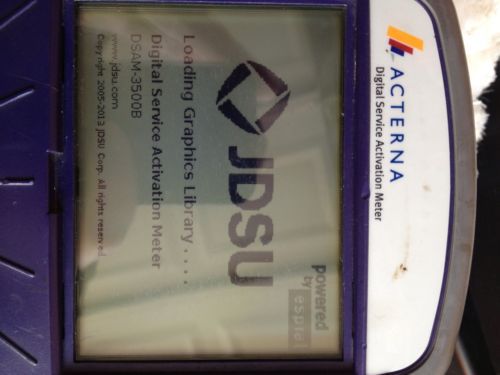 ACTERNA
Digital Service Activation Meter
powered
by espial
JDSU
Loading Graphics Library....
Digital Service Activation Meter
DSAM-3500B
www.jdsu.com
Copyright 2005-2013 JDSU Corp. All rights reserved.